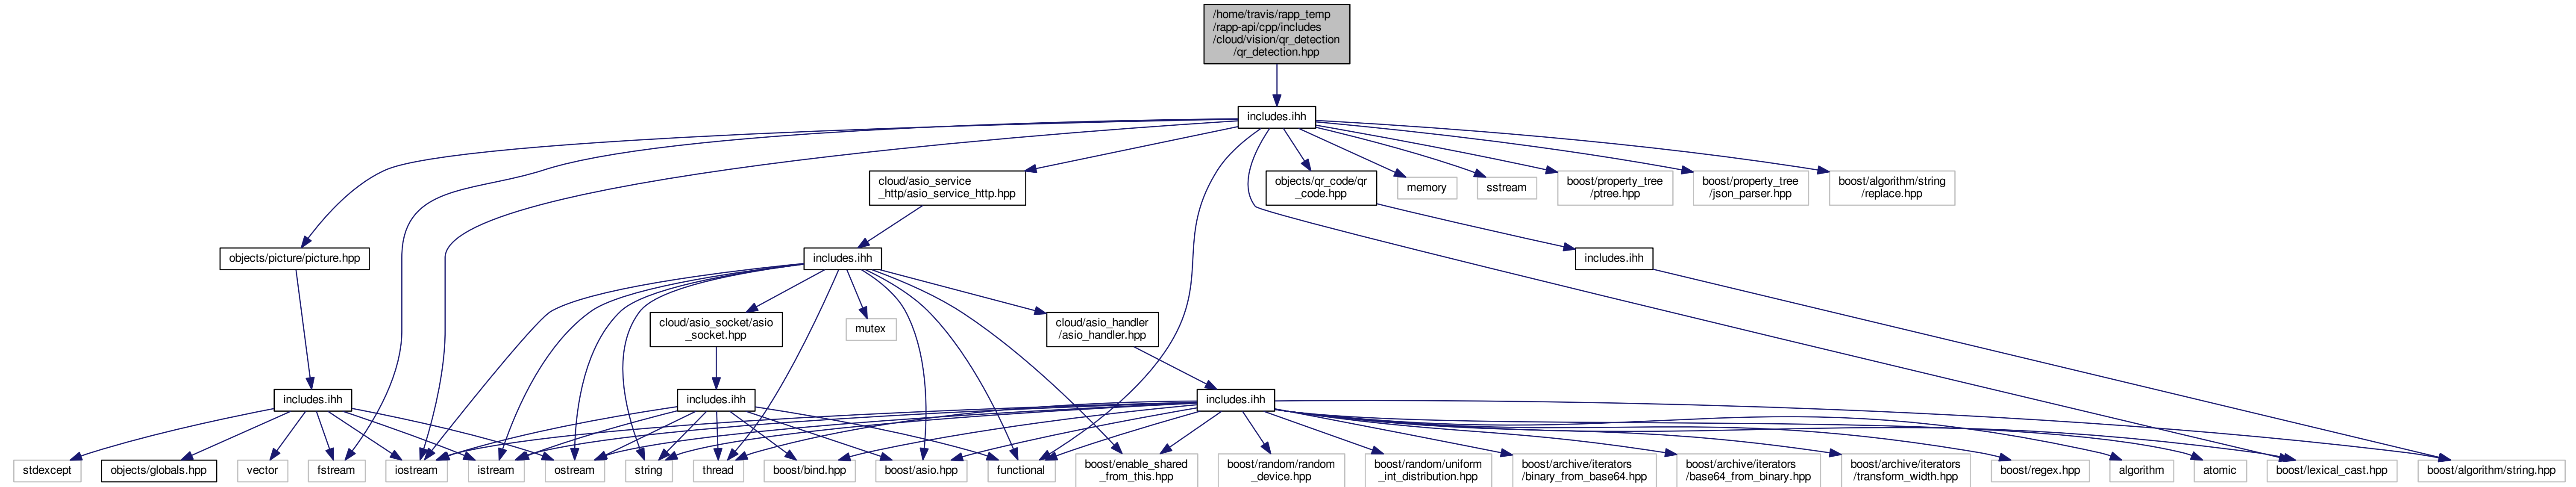 /home/travis/rapp_temp
/rapp-api/cpp/includes
/cloud/vision/qr_detection
/qr_detection.hpp
includes.ihh
cloud/asio_service
_http/asio_service_http.hpp
objects/qr_code/qr
_code.hpp
memory
sstream
boost/property_tree
/ptree.hpp
boost/property_tree
/json_parser.hpp
boost/algorithm/string
/replace.hpp
objects/picture/picture.hpp
includes.ihh
includes.ihh
cloud/asio_socket/asio
_socket.hpp
mutex
cloud/asio_handler
/asio_handler.hpp
includes.ihh
includes.ihh
includes.ihh
stdexcept
objects/globals.hpp
vector
fstream
iostream
istream
ostream
string
thread
boost/bind.hpp
boost/asio.hpp
functional
boost/enable_shared
_from_this.hpp
boost/random/random
_device.hpp
boost/random/uniform
_int_distribution.hpp
boost/archive/iterators
/binary_from_base64.hpp
boost/archive/iterators
/base64_from_binary.hpp
boost/archive/iterators
/transform_width.hpp
boost/regex.hpp
algorithm
atomic
boost/lexical_cast.hpp
boost/algorithm/string.hpp